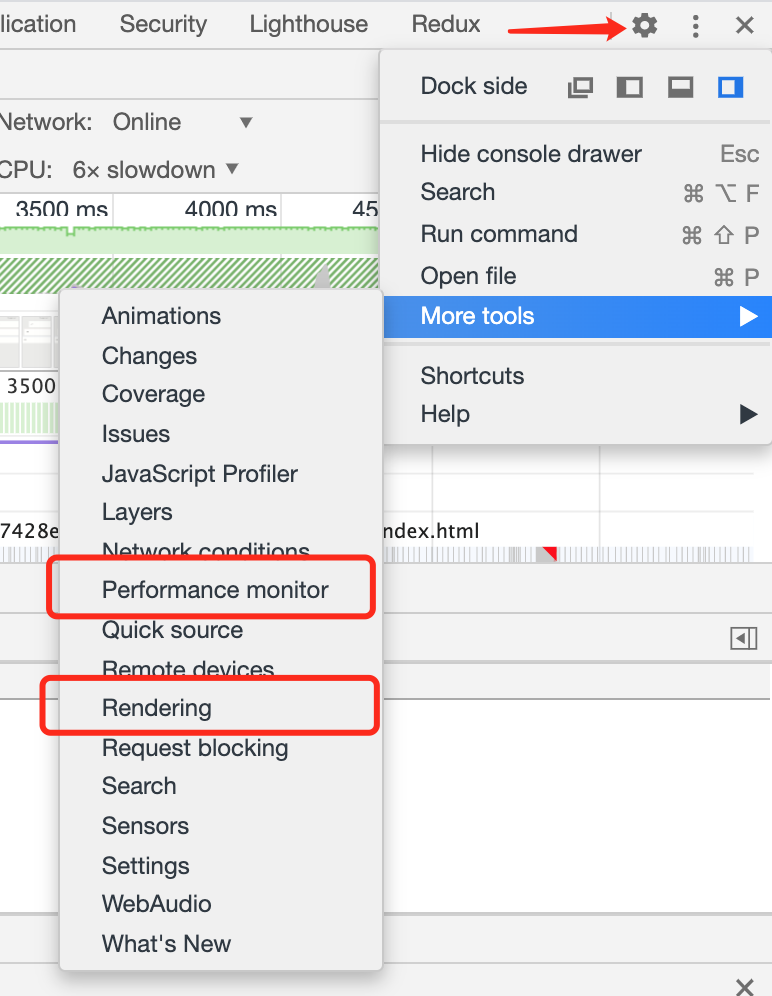 lication Security Lighthouse Redux
Dock side
Network: Online
Hide console drawer Esc
CPU: 6× slowdown
Search ⌘ ⌥ F
3500 ms 4000 ms 45
Run command ⌘ ⇧ P
Open file ⌘ P
More tools
Animations
Changes
3500
Shortcuts
Coverage
Help
Issues
JavaScript Profiler
Layers
7428e ndex.html
Network conditions
Performance monitor
Quick source
Remote devices
Rendering
Request blocking
Search
Sensors
Settings
WebAudio
What's New